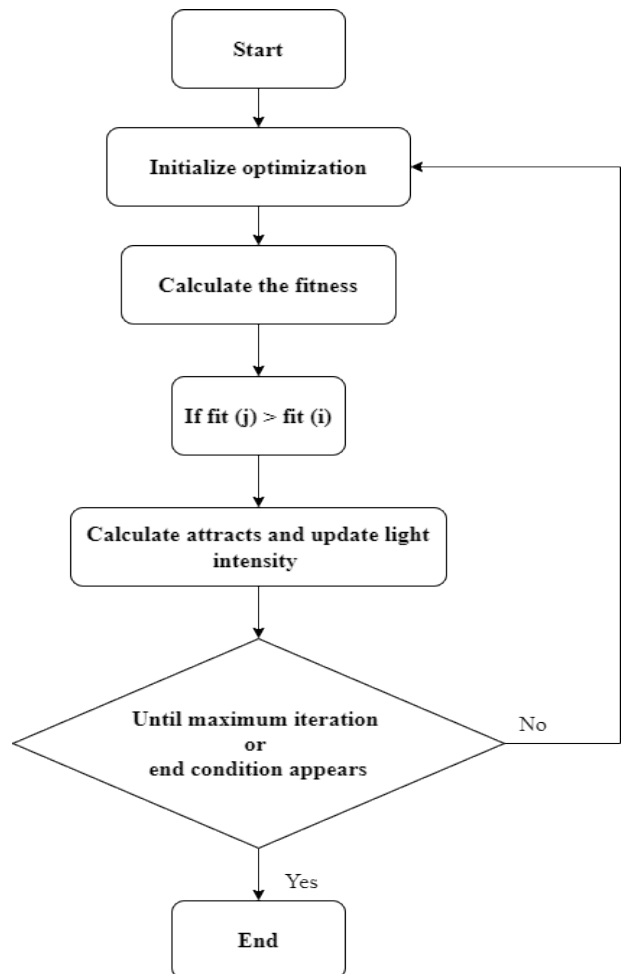 Start
Initialize optimization
Calculate the fitness
If fit (j) > fit (i)
Calculate attracts and update light
intensity
Until maximum iteration
or
end condition appears
No
Yes
End